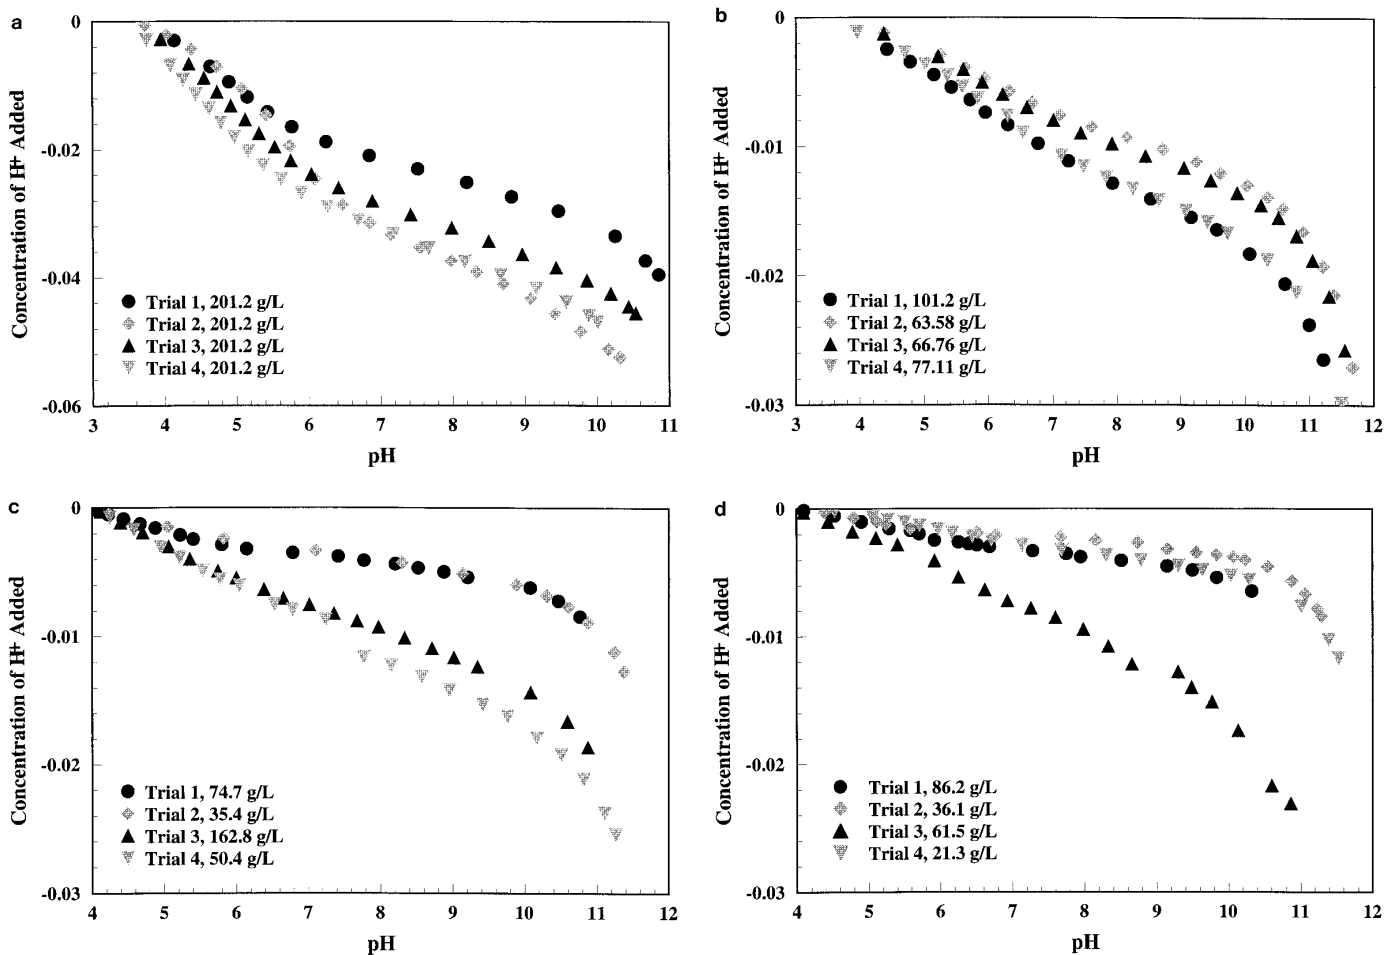 a
0
-0.02
-0.04
-0.06
Concentration of H+ Added
Trial 1, 201.2 g/L
Trial 2, 201.2 g/L
Trial 3, 201.2 g/L
Trial 4, 201.2 g/L
3 4 5 6 7 8 9 10 11
pH
b
0
-0.01
-0.02
-0.03
Concentration of H+ Added
Trial 1, 101.2 g/L
Trial 2, 63.58 g/L
Trial 3, 66.76 g/L
Trial 4, 77.11 g/L
3 4 5 6 7 8 9 10 11 12
pH
c
0
-0.01
-0.02
-0.03
Concentration of H+ Added
Trial 1, 74.7 g/L
Trial 2, 35.4 g/L
Trial 3, 162.8 g/L
Trial 4, 50.4 g/L
4 5 6 7 8 9 10 11 12
pH
d
0
-0.01
-0.02
-0.03
Concentration of H+ Added
Trial 1, 86.2 g/L
Trial 2, 36.1 g/L
Trial 3, 61.5 g/L
Trial 4, 21.3 g/L
4 5 6 7 8 9 10 11 12
pH